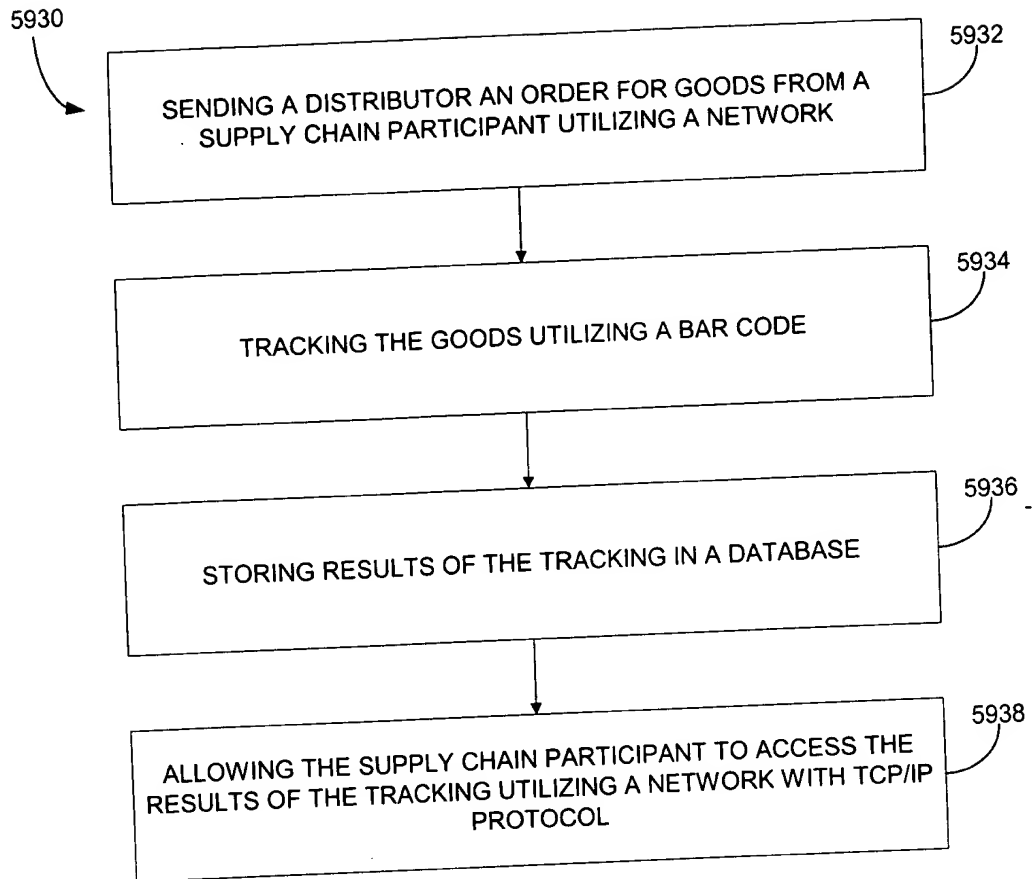 5930
5932
SENDING A DISTRIBUTOR AN ORDER FOR GOODS FROM A
SUPPLY CHAIN PARTICIPANT UTILIZING A NETWORK
5934
TRACKING THE GOODS UTILIZING A BAR CODE
5936
STORING RESULTS OF THE TRACKING IN A DATABASE
5938
ALLOWING THE SUPPLY CHAIN PARTICIPANT TO ACCESS THE
RESULTS OF THE TRACKING UTILIZING A NETWORK WITH TCP/IP
PROTOCOL